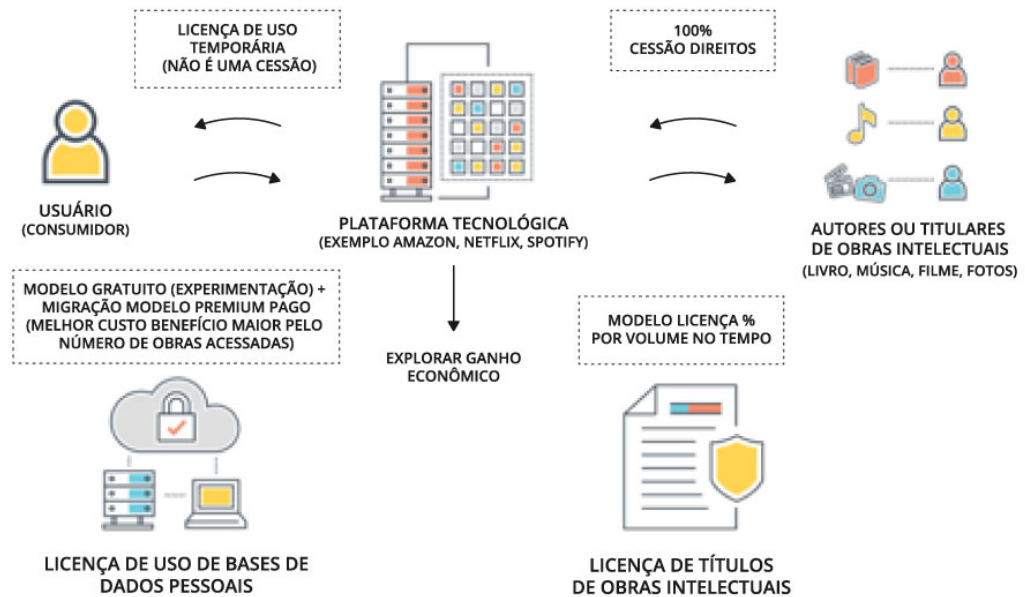 LICENÇA DE USO
TEMPORÁRIA
(NÃO É UMA CESSÃO)
100%
CESSÃO DIREITOS
USUÁRIO
(CONSUMIDOR)
PLATAFORMA TECNOLÓGICA
(EXEMPLO AMAZON, NETFLIX, SPOTIFY)
AUTORES OU TITULARES
DE OBRAS INTELECTUAIS
(LIVRO, MÚSICA, FILME, FOTOS)
MODELO GRATUITO (EXPERIMENTAÇÃO) +
MIGRAÇÃO MODELO PREMIUM PAGO
(MELHOR CUSTO BENEFÍCIO MAIOR PELO
NÚMERO DE OBRAS ACESSADAS)
EXPLORAR GANHO
ECONÔMICO
MODELO LICENÇA %
POR VOLUME NO TEMPO
LICENÇA DE USO DE BASES DE
DADOS PESSOAIS
LICENÇA DE TÍTULOS
DE OBRAS INTELECTUAIS